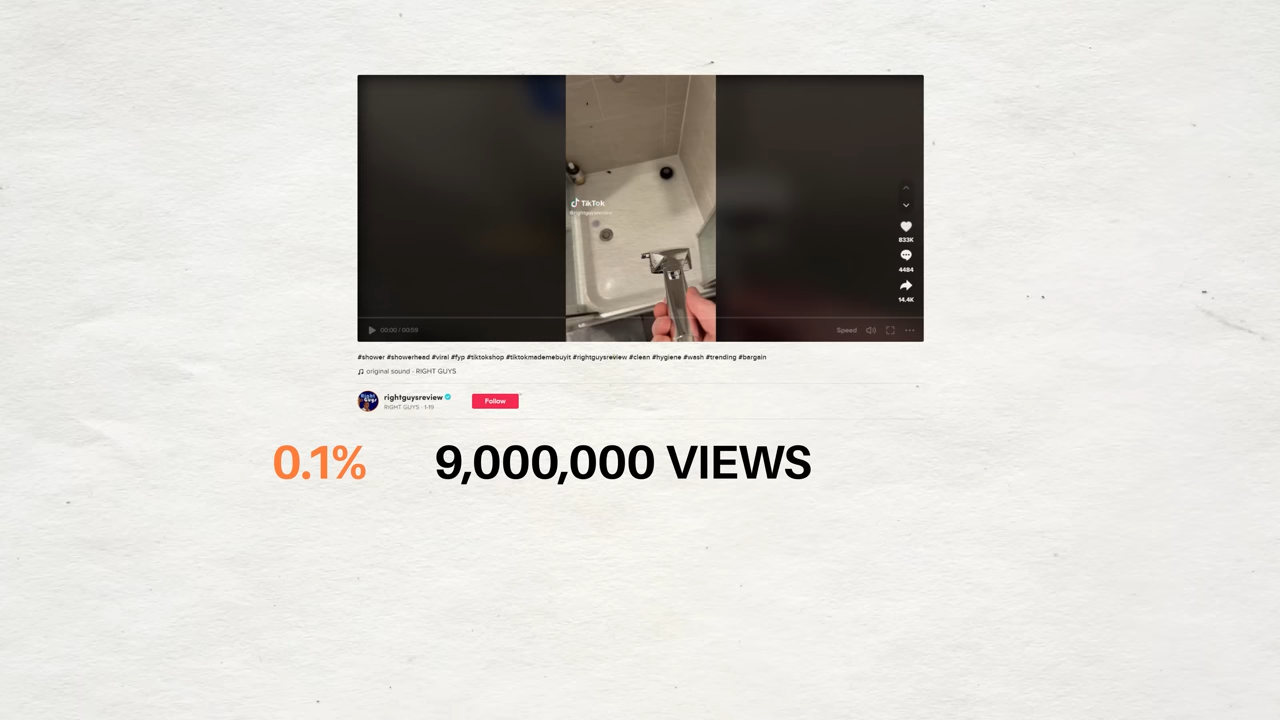 TikTok
833K
4484
14.4K
00:00 / 00:59
Speed
#shower #showerhead #viral #fyp #tiktokshop #tiktokmademebuyit #rightguysreview #clean #hygiene #wash #trending #bargain
original sound - RIGHT GUYS
rightguysreview
RIGHT GUYS · 1-19
Follow
0.1% 9,000,000 VIEWS